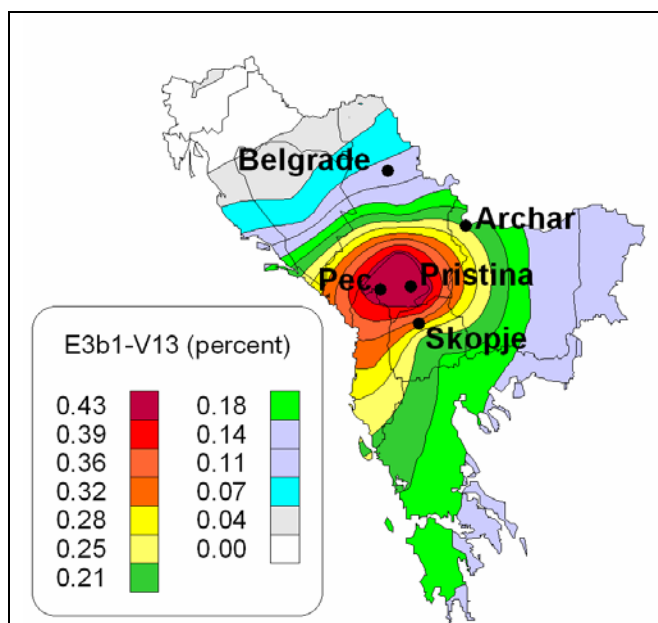 Belgrade
Archar
Pec Pristina
Skopje
E3b1-V13 (percent)
0.43 0.18
0.39 0.14
0.36 0.11
0.32 0.07
0.28 0.04
0.25 0.00
0.21